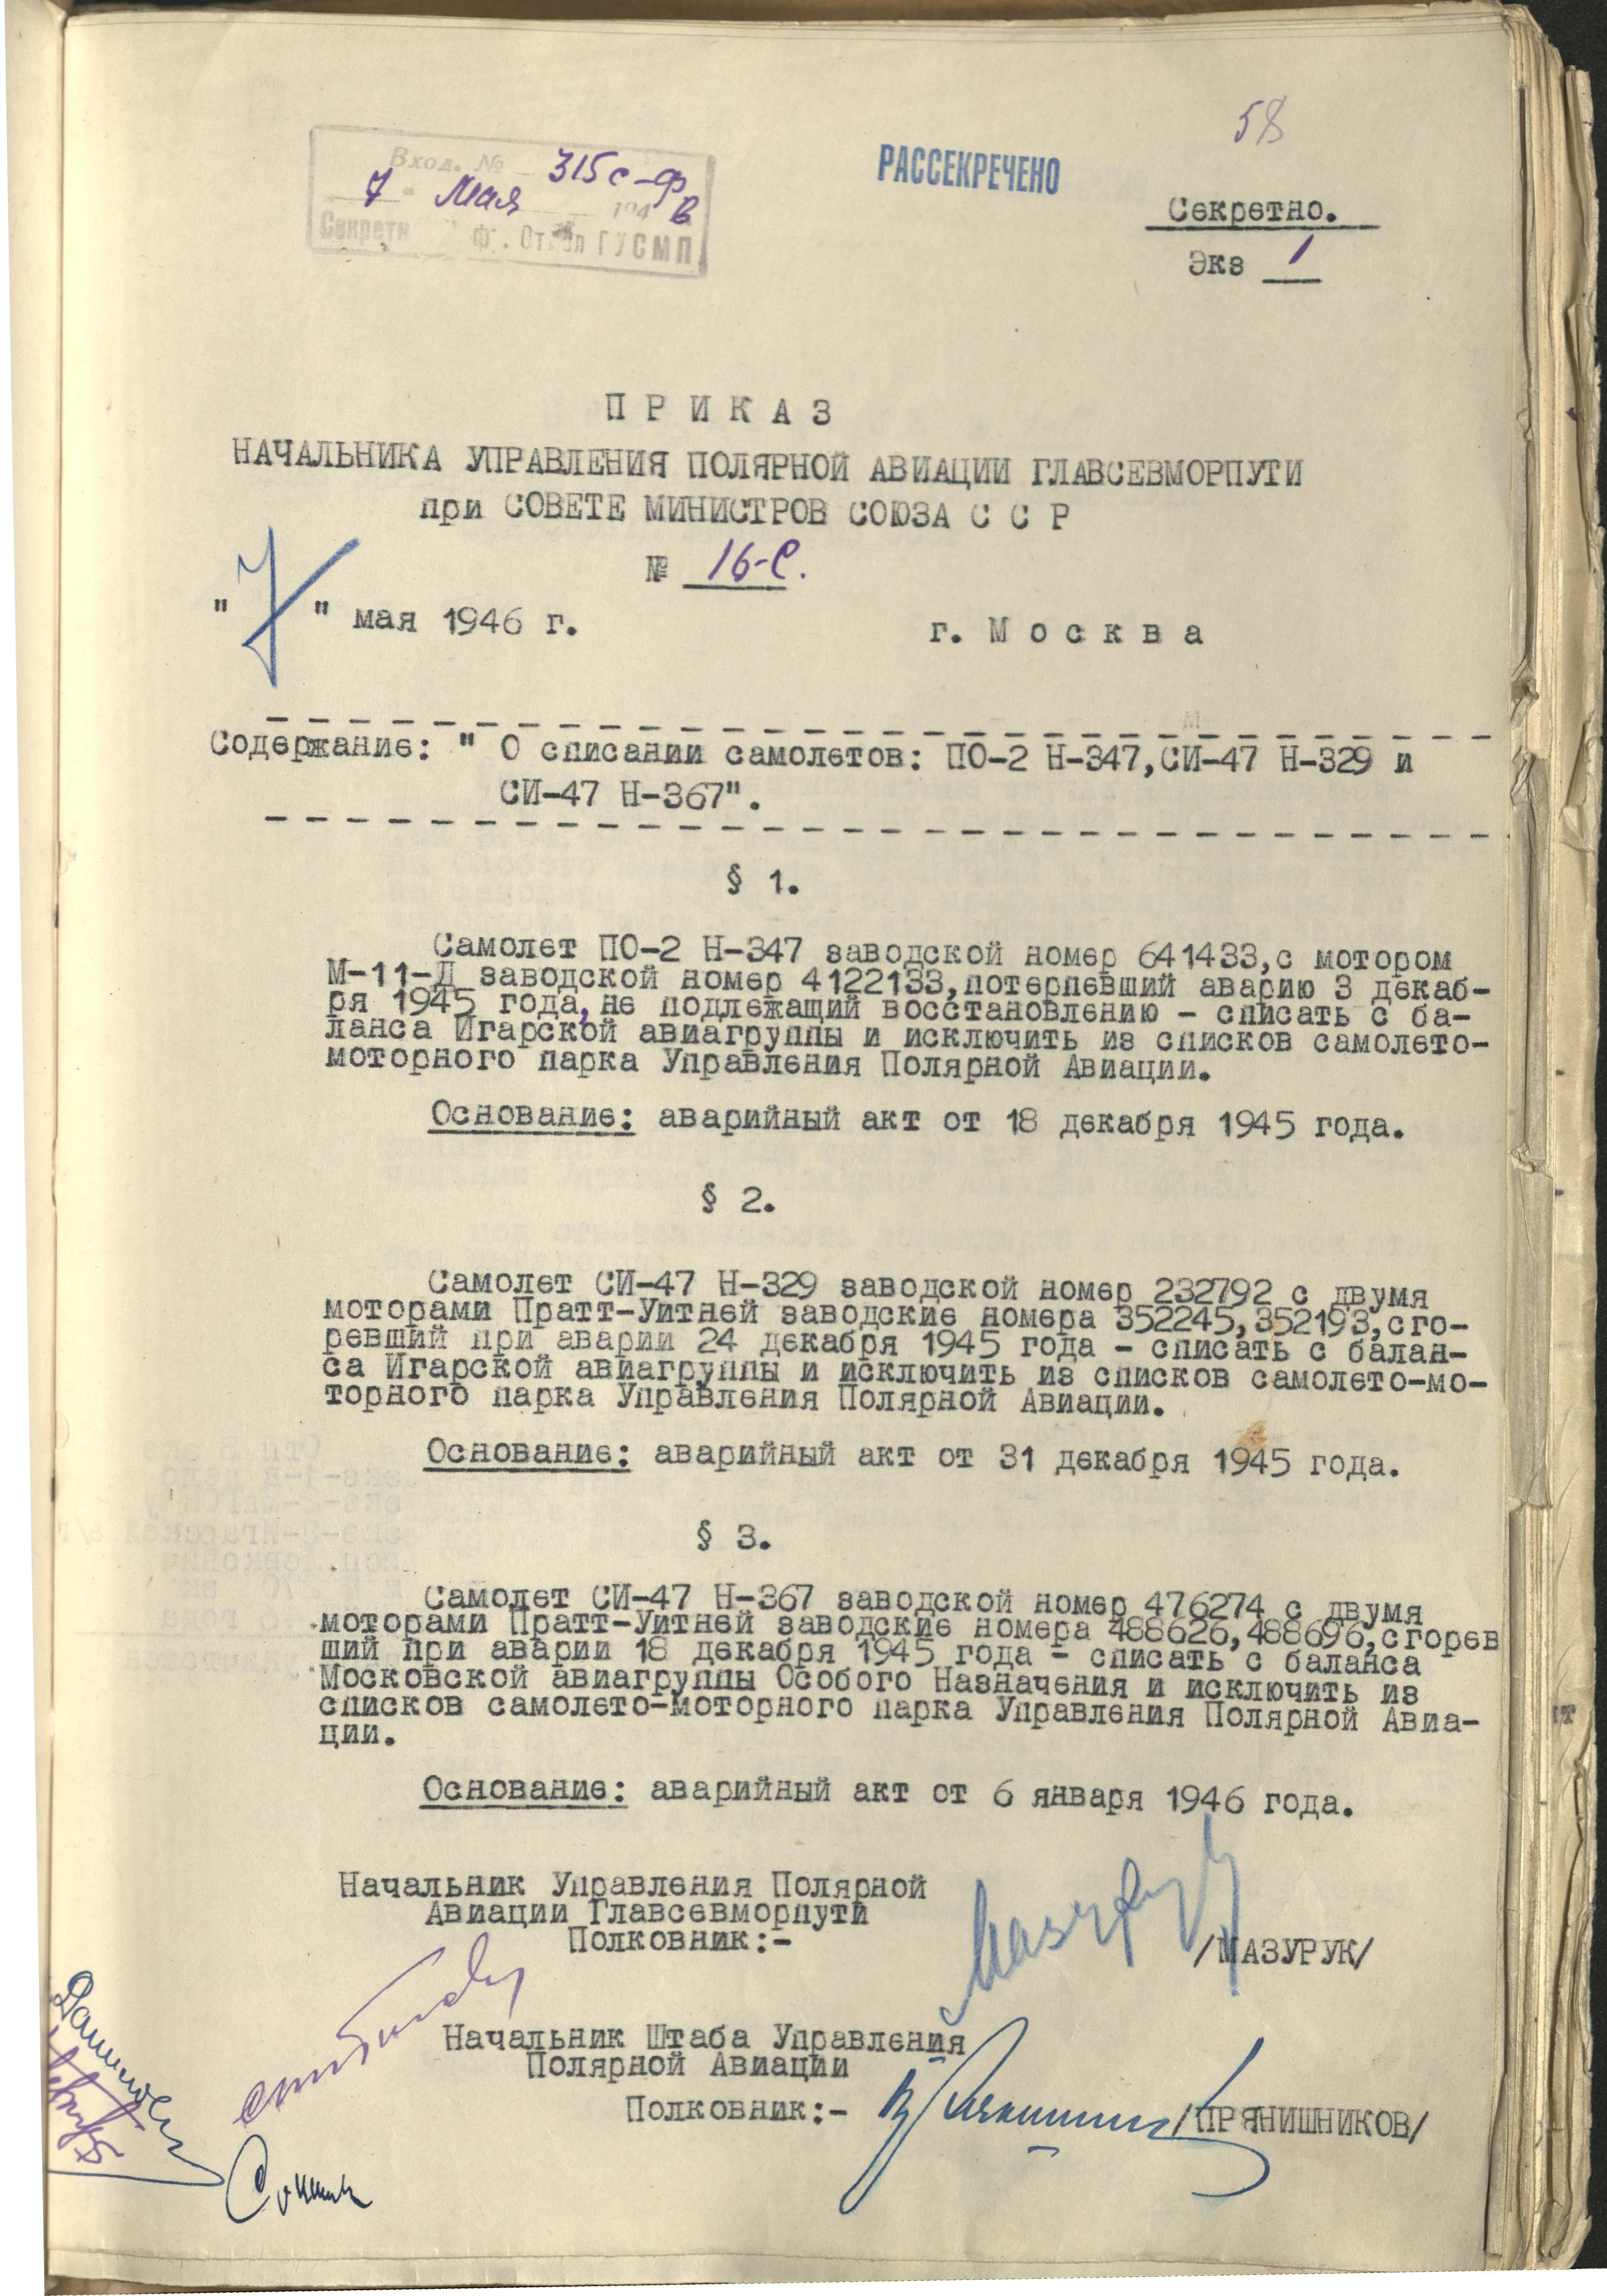 58
Вход. № 315с-ф
7 Мая 194 6
Секретн Отдел ГУСМП
РАССЕКРЕЧЕНО
Секретно.
Экз 1
П Р И К А З
НАЧАЛЬНИКА УПРАВЛЕНИЯ ПОЛЯРНОЙ АВИАЦИИ ГЛАВСЕВМОРПУТИ
при СОВЕТЕ МИНИСТРОВ СОЮЗА С С Р
№ 16-с.
"7" мая 1946 г. г. М о с к в а
Содержание: " О списании самолетов: ПО-2 Н-347,СИ-47 Н-329 и
СИ-47 Н-367".
§ 1.
Самолет ПО-2 Н-347 заводской номер 641433,с мотором
М-11-Д заводской номер 4122133,потерпевший аварию 3 декаб-
ря 1945 года, не подлежащий восстановлению - списать с ба-
ланса Игарской авиагруппы и исключить из списков самолето-
моторного парка Управления Полярной Авиации.
Основание: аварийный акт от 18 декабря 1945 года.
§ 2.
Самолет СИ-47 Н-329 заводской номер 232792 с двумя
моторами Пратт-Уитней заводские номера 352245,352193,сго-
ревший при аварии 24 декабря 1945 года - списать с балан-
са Игарской авиагруппы и исключить из списков самолето-мо-
торного парка Управления Полярной Авиации.
Основание: аварийный акт от 31 декабря 1945 года.
§ 3.
Самолет СИ-47 Н-367 заводской номер 476274 с двумя
моторами Пратт-Уитней заводские номера 488626,488696,сгорев
ший при аварии 18 декабря 1945 года - списать с баланса
Московской авиагруппы Особого Назначения и исключить из
списков самолето-моторного парка Управления Полярной Авиа-
ции.
Основание: аварийный акт от 6 января 1946 года.
Начальник Управления Полярной
Авиации Главсевморпути
Полковник:- /МАЗУРУК/
Начальник Штаба Управления
Полярной Авиации
Полковник:- /ПРЯНИШНИКОВ/